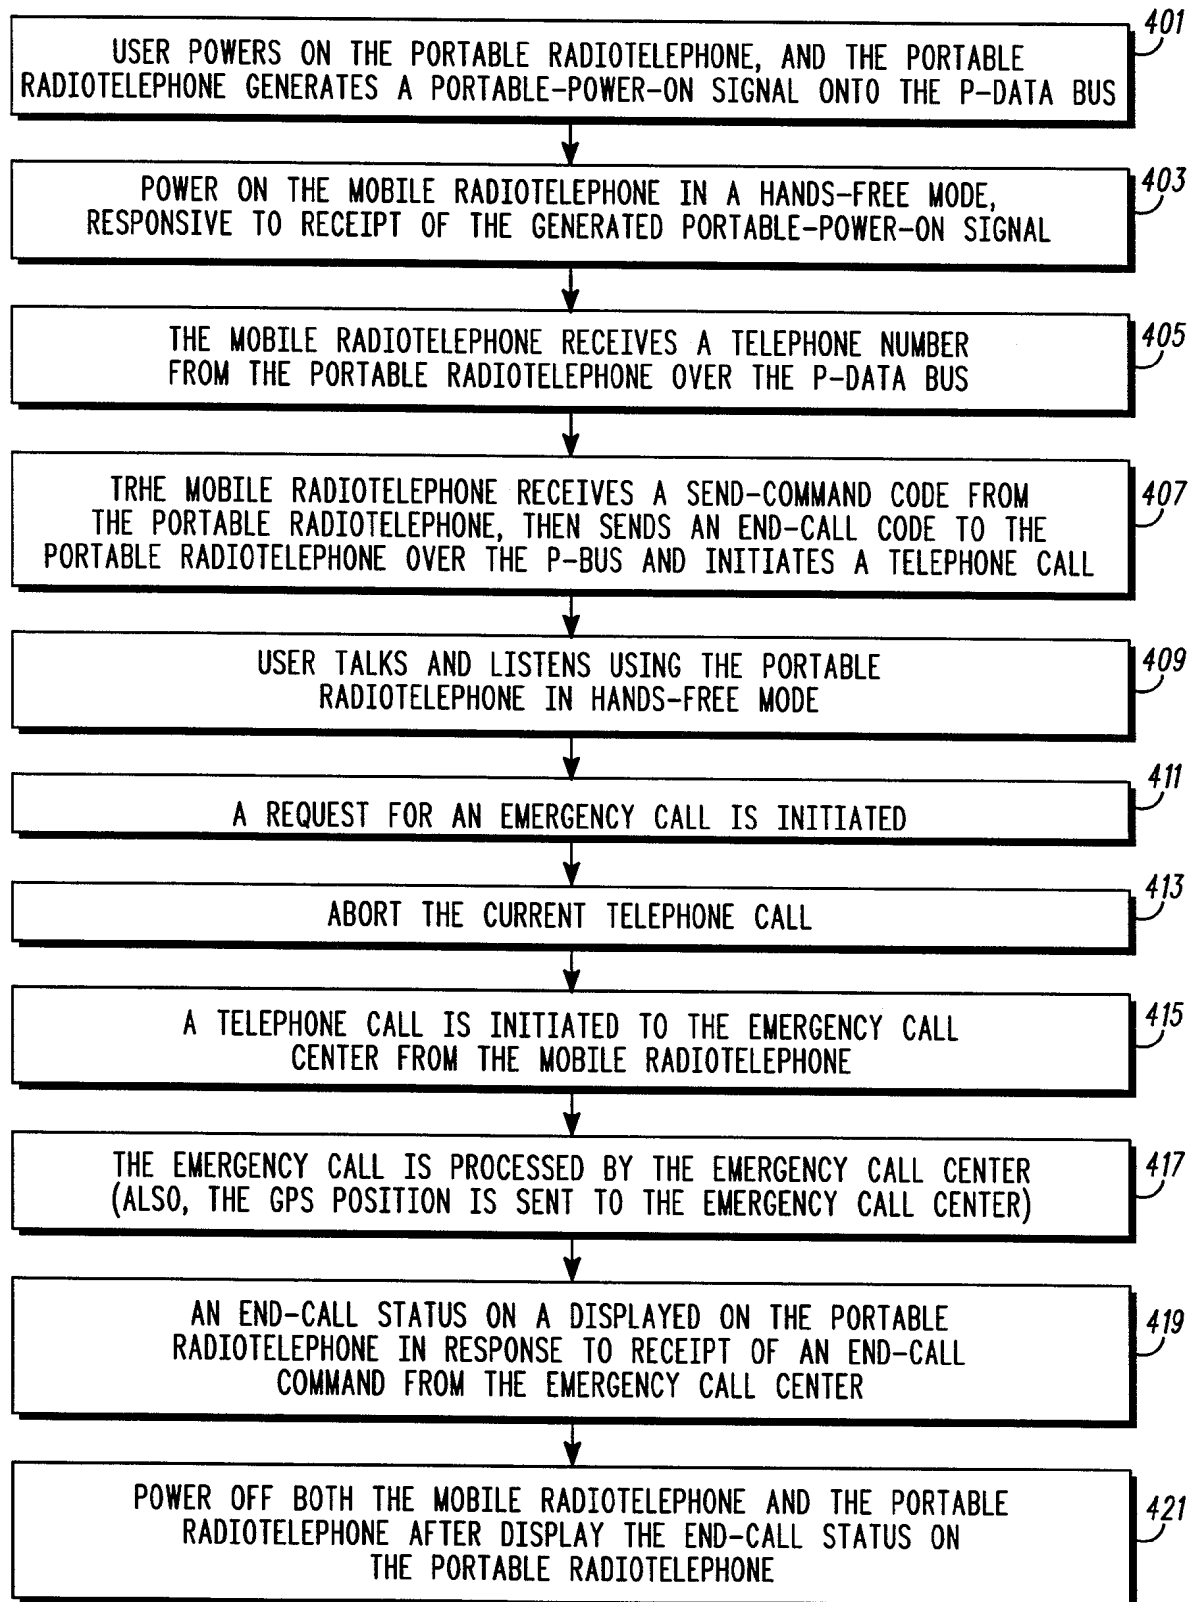 401
USER POWERS ON THE PORTABLE RADIOTELEPHONE, AND THE PORTABLE
RADIOTELEPHONE GENERATES A PORTABLE-POWER-ON SIGNAL ONTO THE P-DATA BUS
403
POWER ON THE MOBILE RADIOTELEPHONE IN A HANDS-FREE MODE,
RESPONSIVE TO RECEIPT OF THE GENERATED PORTABLE-POWER-ON SIGNAL
405
THE MOBILE RADIOTELEPHONE RECEIVES A TELEPHONE NUMBER
FROM THE PORTABLE RADIOTELEPHONE OVER THE P-DATA BUS
407
TRHE MOBILE RADIOTELEPHONE RECEIVES A SEND-COMMAND CODE FROM
THE PORTABLE RADIOTELEPHONE, THEN SENDS AN END-CALL CODE TO THE
PORTABLE RADIOTELEPHONE OVER THE P-BUS AND INITIATES A TELEPHONE CALL
409
USER TALKS AND LISTENS USING THE PORTABLE
RADIOTELEPHONE IN HANDS-FREE MODE
411
A REQUEST FOR AN EMERGENCY CALL IS INITIATED
413
ABORT THE CURRENT TELEPHONE CALL
415
A TELEPHONE CALL IS INITIATED TO THE EMERGENCY CALL
CENTER FROM THE MOBILE RADIOTELEPHONE
417
THE EMERGENCY CALL IS PROCESSED BY THE EMERGENCY CALL CENTER
(ALSO, THE GPS POSITION IS SENT TO THE EMERGENCY CALL CENTER)
419
AN END-CALL STATUS ON A DISPLAYED ON THE PORTABLE
RADIOTELEPHONE IN RESPONSE TO RECEIPT OF AN END-CALL
COMMAND FROM THE EMERGENCY CALL CENTER
421
POWER OFF BOTH THE MOBILE RADIOTELEPHONE AND THE PORTABLE
RADIOTELEPHONE AFTER DISPLAY THE END-CALL STATUS ON
THE PORTABLE RADIOTELEPHONE